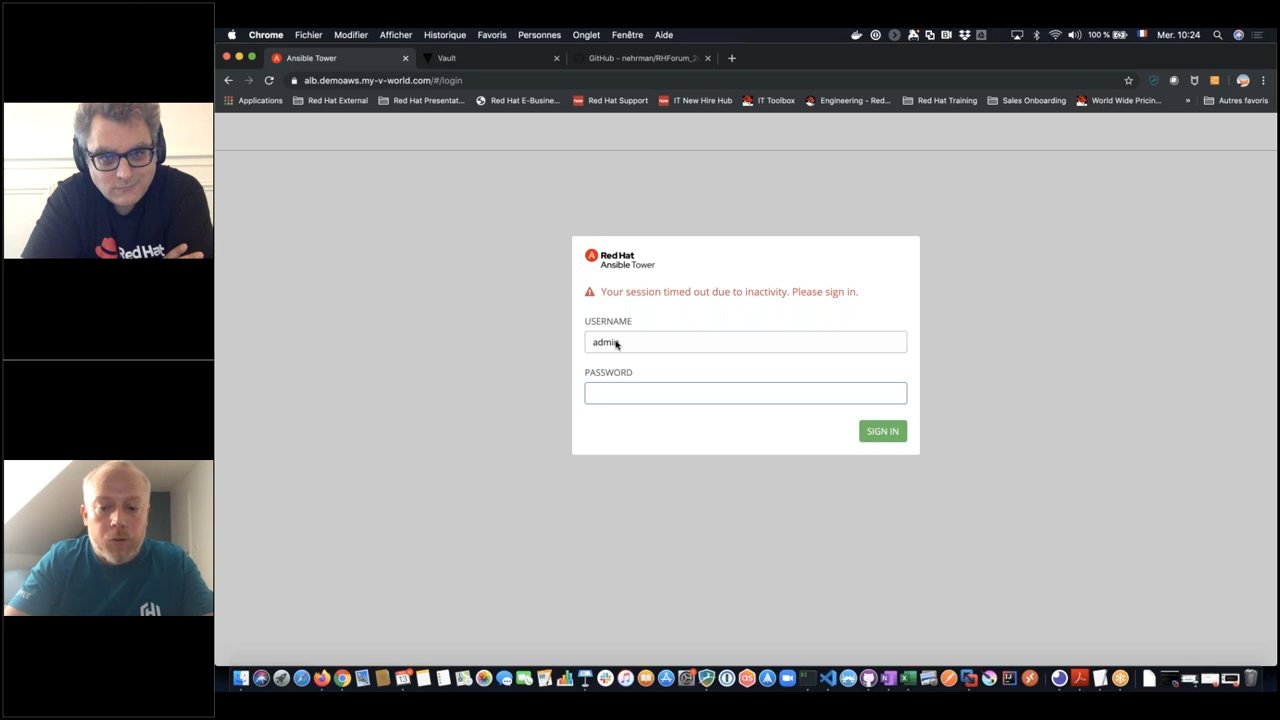 Chrome Fichier Modifier Afficher Historique Favoris Personnes Onglet Fenêtre Aide 100 % Mer. 10:24
Ansible Tower Vault GitHub - nehrman/RHForum_
alb.demoaws.my-v-world.com/#/login
Applications Red Hat External Red Hat Presentat... Red Hat E-Busine... Red Hat Support IT New Hire Hub IT Toolbox Engineering - Red... Red Hat Training Sales Onboarding World Wide Pricin... » Autres favoris
Red Hat
Ansible Tower
Your session timed out due to inactivity. Please sign in.
USERNAME
admin
PASSWORD
SIGN IN
Red Hat